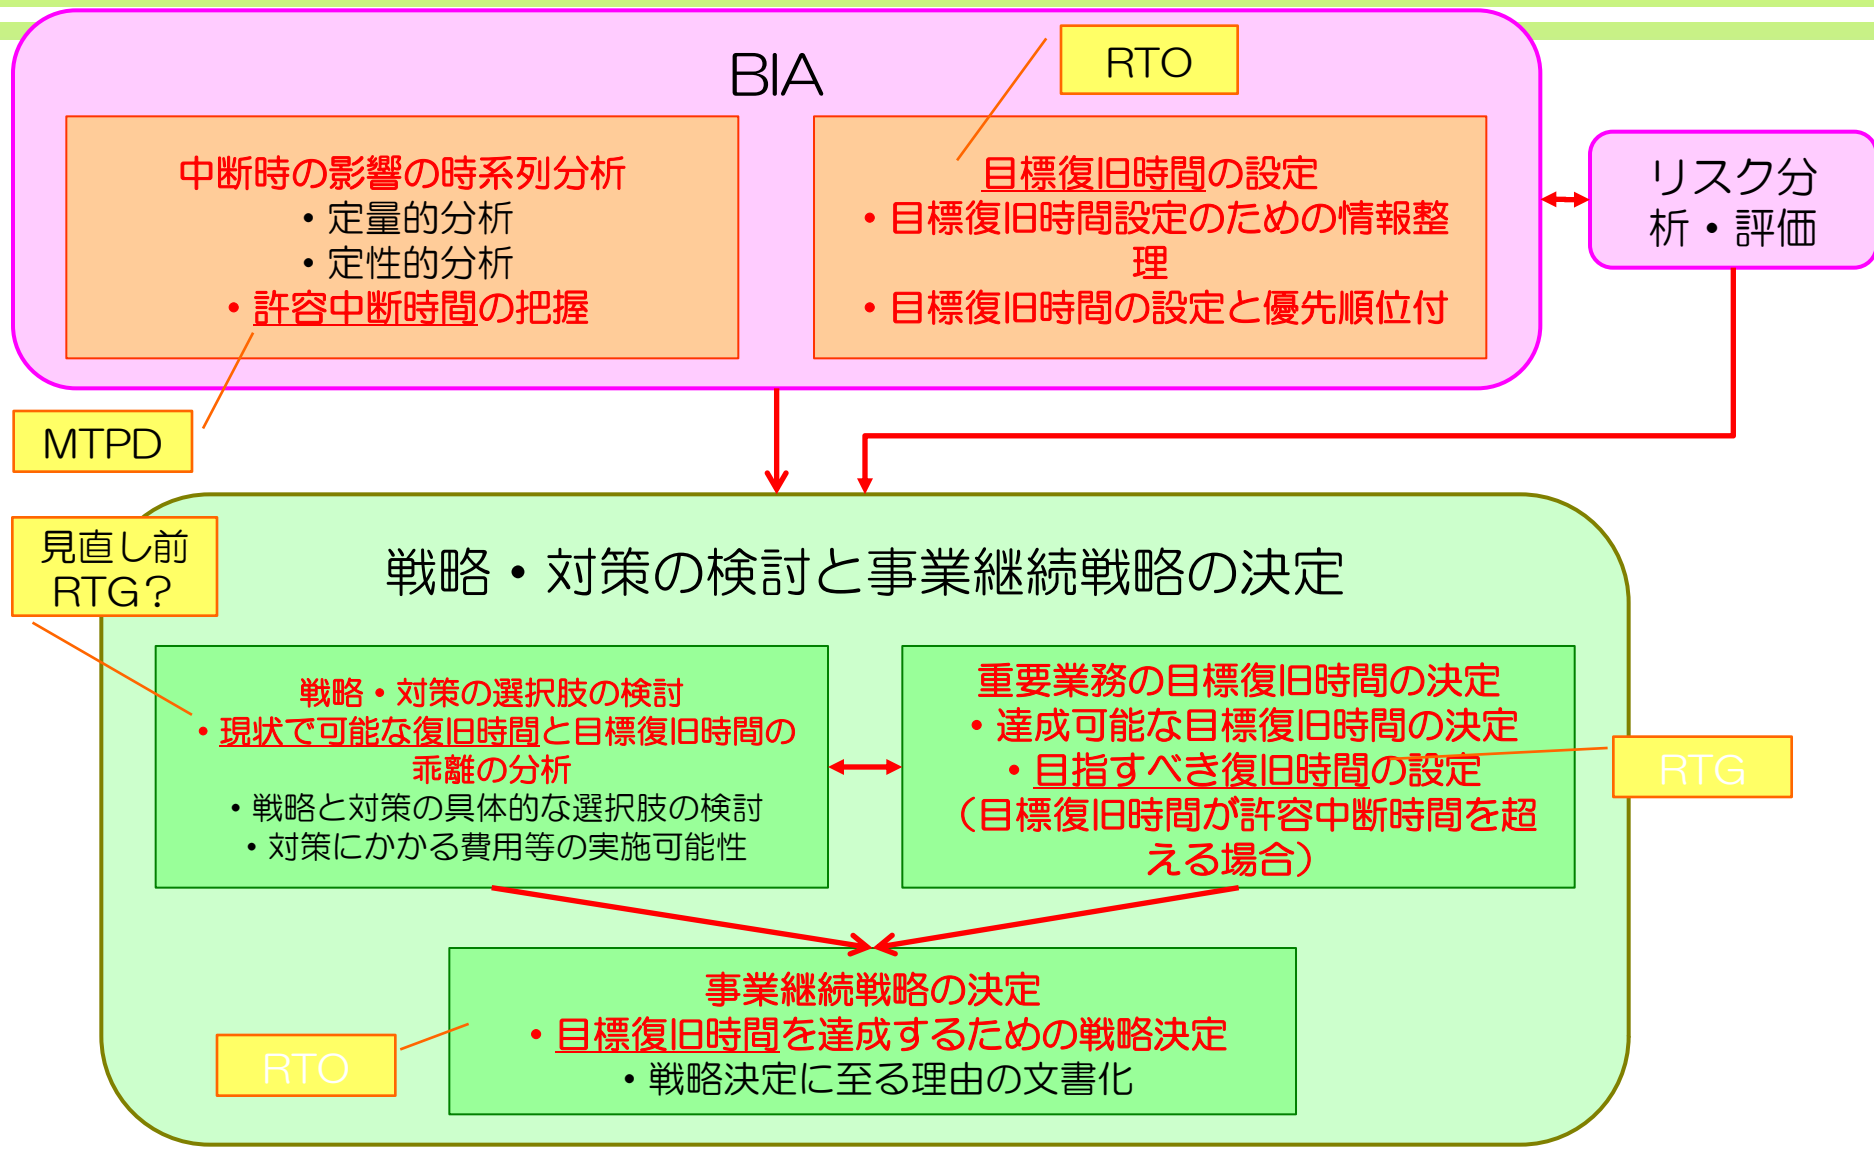 BIA
RTO
中断時の影響の時系列分析
・定量的分析
・定性的分析
・許容中断時間の把握
目標復旧時間の設定
・目標復旧時間設定のための情報整
理
・目標復旧時間の設定と優先順位付
リスク分
析・評価
MTPD
見直し前
RTG？
戦略・対策の検討と事業継続戦略の決定
戦略・対策の選択肢の検討
・現状で可能な復旧時間と目標復旧時間の
乖離の分析
・戦略と対策の具体的な選択肢の検討
・対策にかかる費用等の実施可能性
重要業務の目標復旧時間の決定
・達成可能な目標復旧時間の決定
・目指すべき復旧時間の設定
（目標復旧時間が許容中断時間を超
える場合）
RTG
事業継続戦略の決定
・目標復旧時間を達成するための戦略決定
・戦略決定に至る理由の文書化
RTO